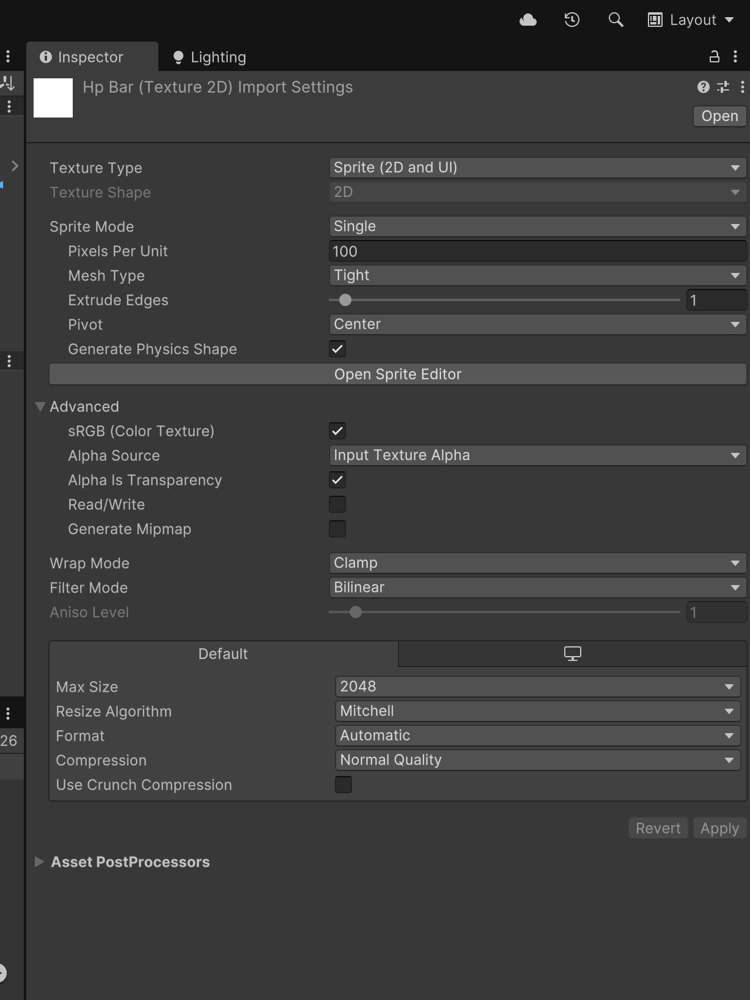 Layout
Inspector
Lighting
Hp Bar (Texture 2D) Import Settings
Open
Texture Type
Sprite (2D and UI)
Texture Shape
2D
Sprite Mode
Single
Pixels Per Unit
100
Mesh Type
Tight
Extrude Edges
1
Pivot
Center
Generate Physics Shape
Open Sprite Editor
Advanced
sRGB (Color Texture)
Alpha Source
Input Texture Alpha
Alpha Is Transparency
Read/Write
Generate Mipmap
Wrap Mode
Clamp
Filter Mode
Bilinear
Aniso Level
1
Default
Max Size
2048
Resize Algorithm
Mitchell
26
Format
Automatic
Compression
Normal Quality
Use Crunch Compression
Revert
Apply
Asset PostProcessors